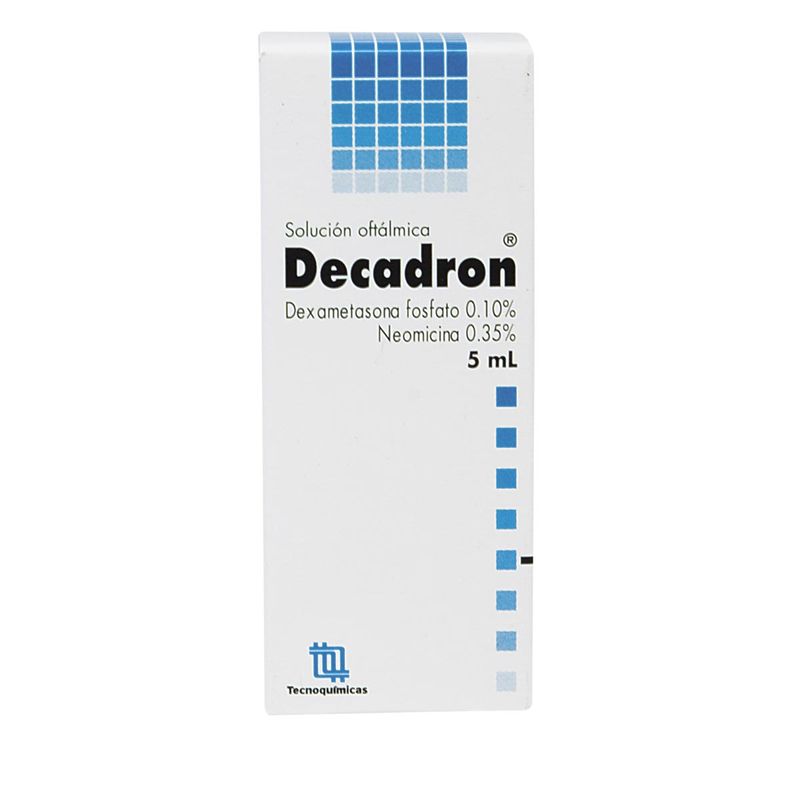 Solución oftálmica
Decadron®
Dexametasona fosfato 0.10%
Neomicina 0.35%
5 mL
Tecnoquímicas